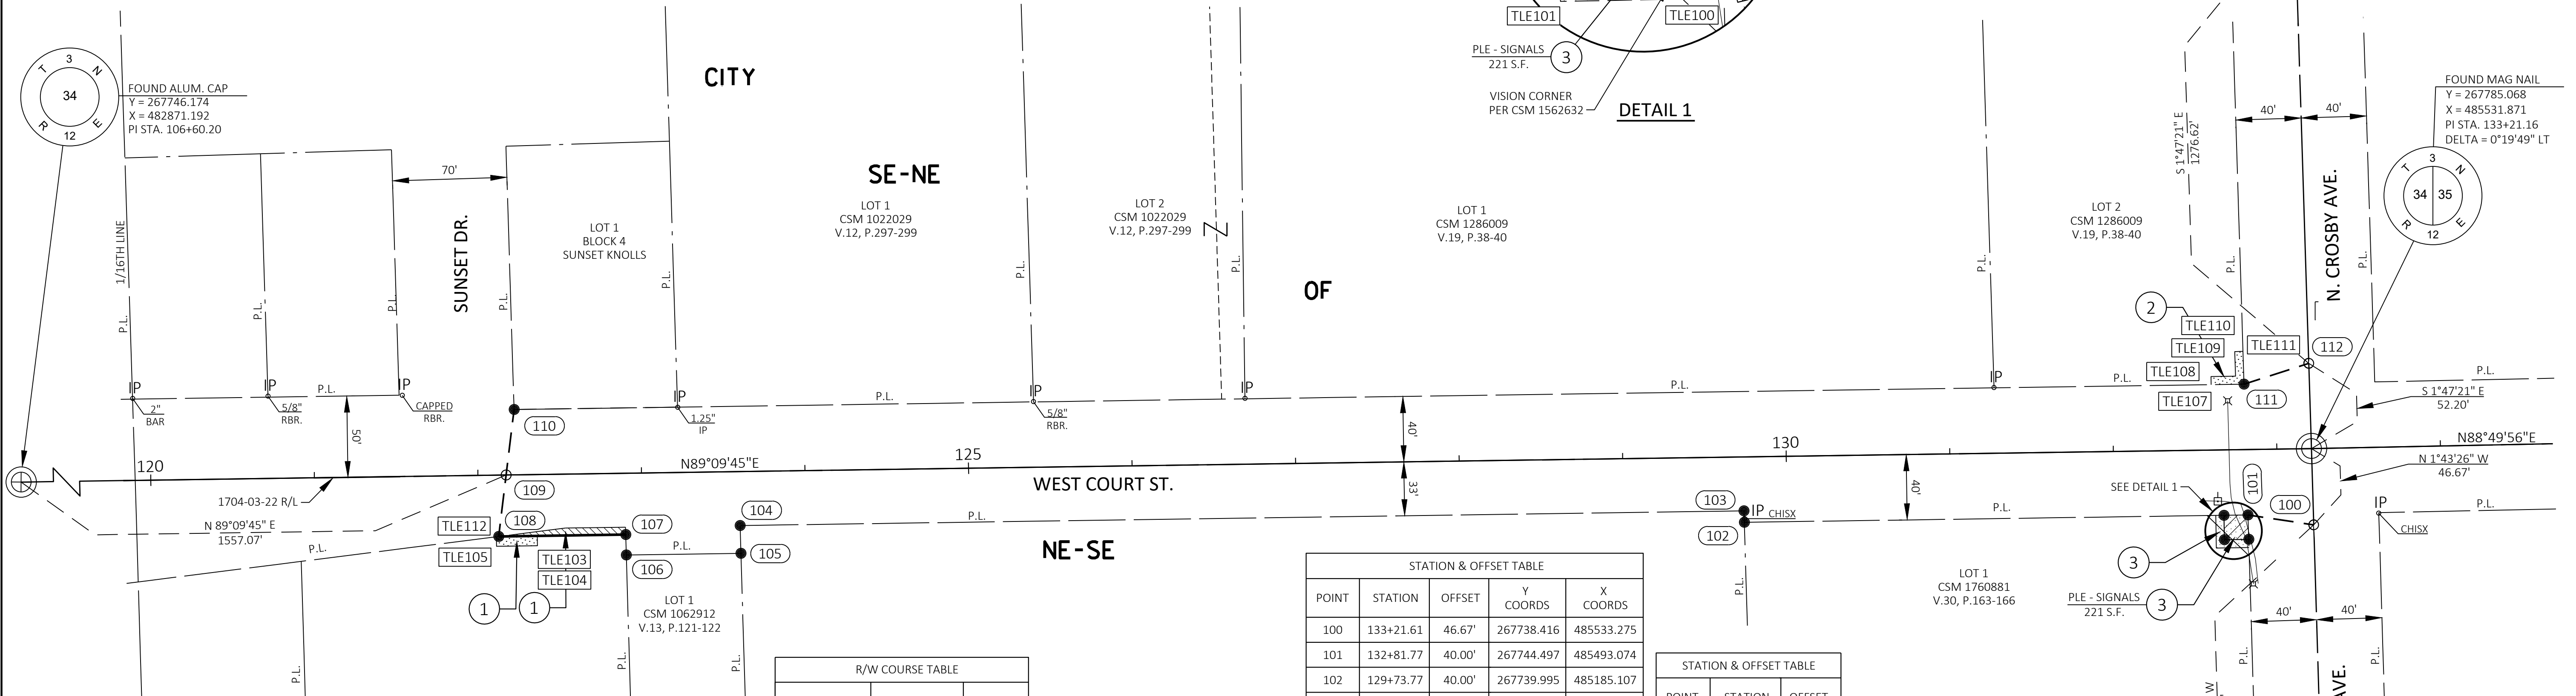 TLE101
TLE100
PLE - SIGNALS
221 S.F.
3
VISION CORNER
PER CSM 1562632
DETAIL 1
T 3 N
34
R 12 E
FOUND ALUM. CAP
Y = 267746.174
X = 482871.192
PI STA. 106+60.20
CITY
FOUND MAG NAIL
Y = 267785.068
X = 485531.871
PI STA. 133+21.16
DELTA = 0°19'49" LT
T 3 N
34 35
R 12 E
40'
40'
S 1°47'21" E
1276.62'
70'
SE-NE
SUNSET DR.
1/16TH LINE
LOT 1
BLOCK 4
SUNSET KNOLLS
LOT 1
CSM 1022029
V.12, P.297-299
LOT 2
CSM 1022029
V.12, P.297-299
LOT 1
CSM 1286009
V.19, P.38-40
LOT 2
CSM 1286009
V.19, P.38-40
N. CROSBY AVE.
P.L.
P.L.
P.L.
P.L.
P.L.
P.L.
P.L.
P.L.
P.L.
P.L.
OF
2
TLE110
TLE109
TLE111
TLE108
TLE107
112
111
IP
2"
BAR
IP
5/8"
RBR.
P.L.
IP
CAPPED
RBR.
50'
110
IP
1.25"
IP
P.L.
IP
5/8"
RBR.
IP
40'
P.L.
IP
P.L.
P.L.
S 1°47'21" E
52.20'
N88°49'56"E
N 1°43'26" W
46.67'
120
125
130
N89°09'45"E
WEST COURT ST.
1704-03-22 R/L
109
33'
40'
N 89°09'45" E
1557.07'
P.L.
TLE112
108
107
104
P.L.
103
IP CHISX
102
P.L.
SEE DETAIL 1
101
100
IP
CHISX
P.L.
TLE105
TLE103
TLE104
P.L.
105
106
NE-SE
1
1
LOT 1
CSM 1062912
V.13, P.121-122
P.L.
P.L.
P.L.
P.L.
LOT 1
CSM 1760881
V.30, P.163-166
3
PLE - SIGNALS
221 S.F.
3
40'
40'
P.L.
P.L.
W
AVE.
R/W COURSE TABLE
STATION & OFFSET TABLE
POINT STATION OFFSET Y COORDS X COORDS
100 133+21.61 46.67' 267738.416 485533.275
101 132+81.77 40.00' 267744.497 485493.074
102 129+73.77 40.00' 267739.995 485185.107
STATION & OFFSET TABLE
POINT STATION OFFSET